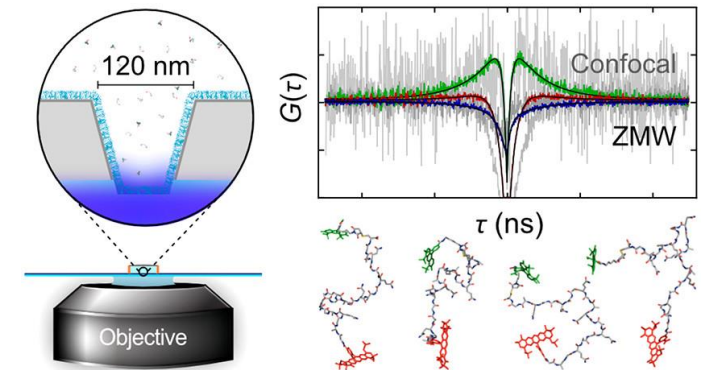 120 nm
Objective
G(τ)
Confocal
ZMW
τ (ns)